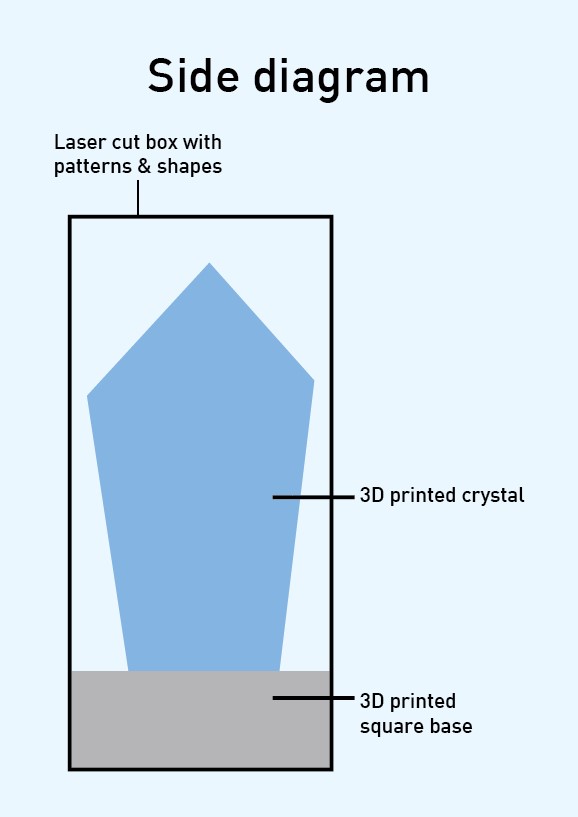 Side diagram
Laser cut box with
patterns & shapes
3D printed crystal
3D printed
square base